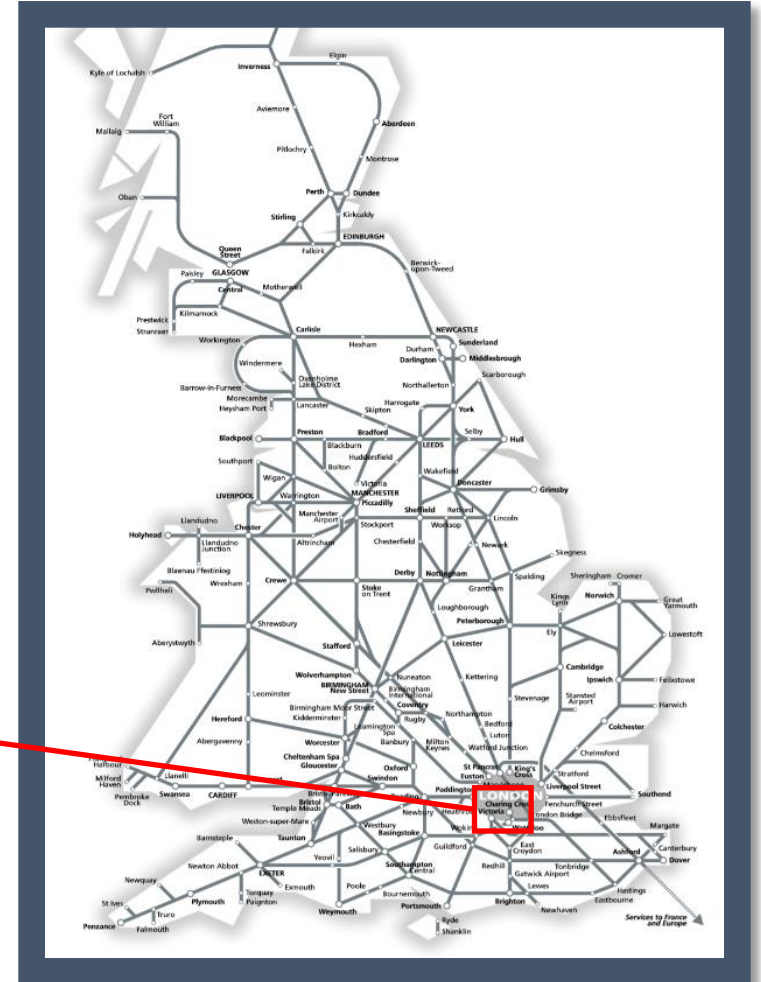 Elgin
Inverness
Kyle of Lochalsh
Aviemore
Fort
William
Aberdeen
Mallaig
Pitlochry
Montrose
Perth
Dundee
Oban
Stirling
Kirkcaldy
EDINBURGH
Queen
Street
Falkirk
Berwick-
upon-Tweed
Paisley
GLASGOW
Central
Motherwell
Prestwick
Kilmarnock
Stranraer
Carlisle
NEWCASTLE
Workington
Hexham
Sunderland
Durham
Darlington
Middlesbrough
Windermere
Scarborough
Oxenholme
Lake District
Northallerton
Barrow-in-Furness
Morecambe
Heysham Port
Lancaster
Harrogate
York
Skipton
Blackpool
Preston
Bradford
Selby
Hull
Blackburn
LEEDS
Huddersfield
Southport
Bolton
Wakefield
Wigan
Victoria
Doncaster
LIVERPOOL
Warrington
MANCHESTER
Piccadilly
Grimsby
Manchester
Airport
Sheffield
Retford
Lincoln
Llandudno
Chester
Stockport
Worksop
Holyhead
Llandudno
Junction
Altrincham
Chesterfield
Newark
Skegness
Blaenau Ffestiniog
Pwllheli
Wrexham
Crewe
Stoke
on Trent
Derby
Nottingham
Grantham
Spalding
Sheringham
Cromer
Kings
Lynn
Norwich
Great
Yarmouth
Loughborough
Peterborough
Shrewsbury
Ely
Lowestoft
Aberystwyth
Stafford
Leicester
Wolverhampton
Nuneaton
Kettering
Cambridge
BIRMINGHAM
New Street
Birmingham
International
Ipswich
Felixstowe
Leominster
Coventry
Stevenage
Stansted
Airport
Birmingham Moor Street
Kidderminster
Rugby
Northampton
Harwich
Hereford
Leamington
Spa
Bedford
Colchester
Worcester
Banbury
Milton
Keynes
Luton
Abergavenny
Watford Junction
Chelmsford
Cheltenham Spa
Gloucester
Oxford
St Pancras
Euston
King's
Cross
Stratford
Harbour
Milford
Haven
Llanelli
Swindon
Paddington
Liverpool Street
Pembroke
Dock
Swansea
CARDIFF
LONDON
Southend
Bristol
Temple Meads
Bath
Charing Cross
Fenchurch Street
Victoria
Newbury
London Bridge
Ebbsfleet
Weston-super-Mare
Westbury
Waterloo
Margate
Barnstaple
Taunton
Basingstoke
East
Croydon
Canterbury
Salisbury
Guildford
Ashford
Dover
Newton Abbot
Yeovil
Southampton
Central
Redhill
Tonbridge
EXETER
Gatwick Airport
Newquay
Exmouth
Poole
Lewes
Hastings
St Ives
Plymouth
Torquay
Paignton
Bournemouth
Eastbourne
Truro
Weymouth
Portsmouth
Brighton
Newhaven
Penzance
Falmouth
Ryde
Shanklin
Services to France
and Europe